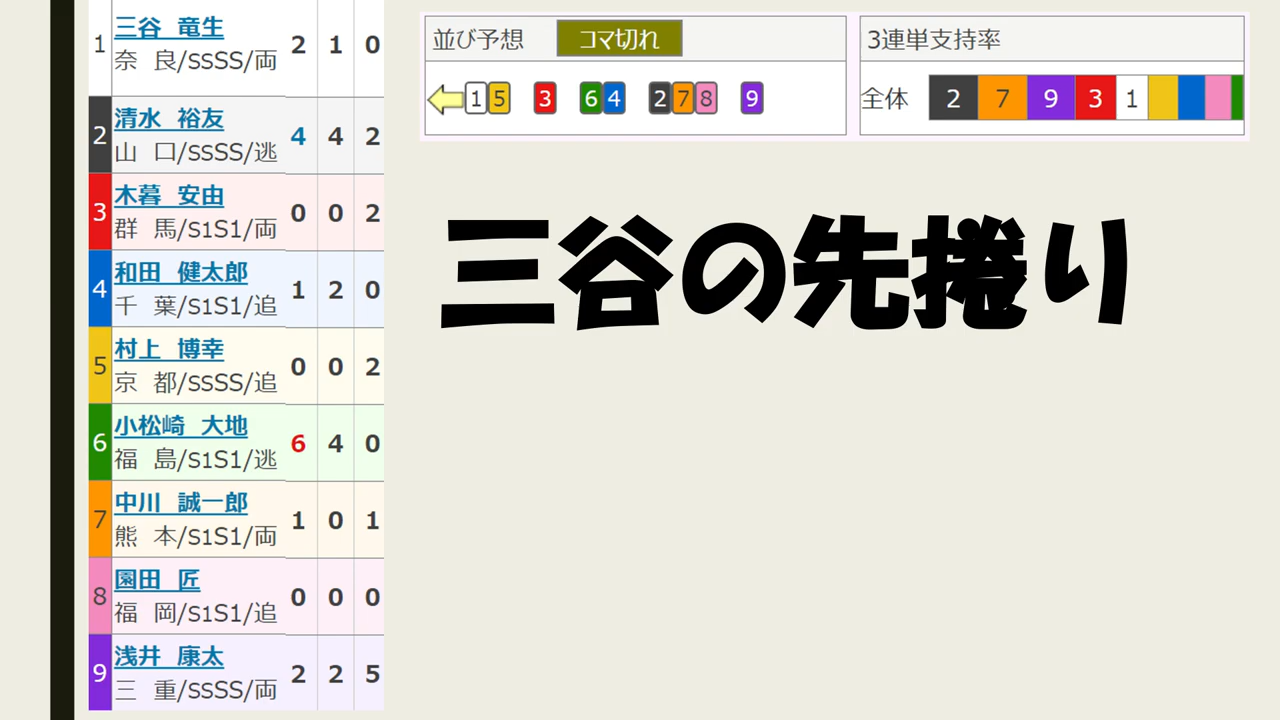 1 三谷 竜生 2 1 0
奈 良/SSSS/両
2 清水 裕友 4 4 2
山 口/SSSS/逃
3 木暮 安由 0 0 2
群 馬/S1S1/両
4 和田 健太郎 1 2 0
千 葉/S1S1/追
5 村上 博幸 0 0 2
京 都/SSSS/追
6 小松崎 大地 6 4 0
福 島/S1S1/逃
7 中川 誠一郎 1 0 1
熊 本/S1S1/両
8 園田 匠 0 0 0
福 岡/S1S1/追
9 浅井 康太 2 2 5
三 重/SSSS/両
並び予想 コマ切れ
1 5 3 6 4 2 7 8 9
3連単支持率
全体 2 7 9 3 1
三谷の先捲り